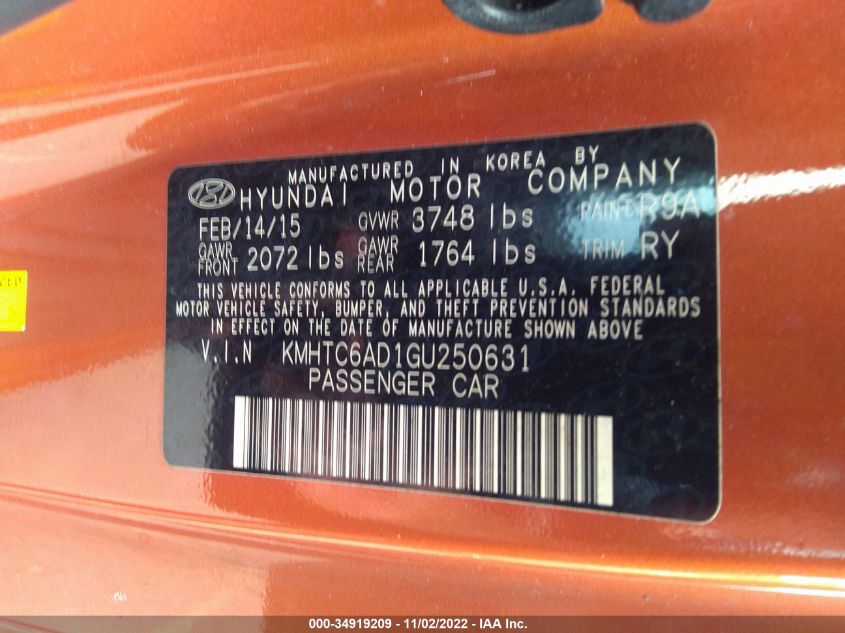 MANUFACTURED IN KOREA BY
HYUNDAI MOTOR COMPANY
FEB/14/15 GVWR 3748 lbs PAINT:R9A
GAWR FRONT 2072 lbs GAWR REAR 1764 lbs TRIM RY
THIS VEHICLE CONFORMS TO ALL APPLICABLE U.S.A. FEDERAL
MOTOR VEHICLE SAFETY, BUMPER, AND THEFT PREVENTION STANDARDS
IN EFFECT ON THE DATE OF MANUFACTURE SHOWN ABOVE
V.I.N KMHTC6AD1GU250631
PASSENGER CAR
000-34919209 - 11/02/2022 - IAA Inc.